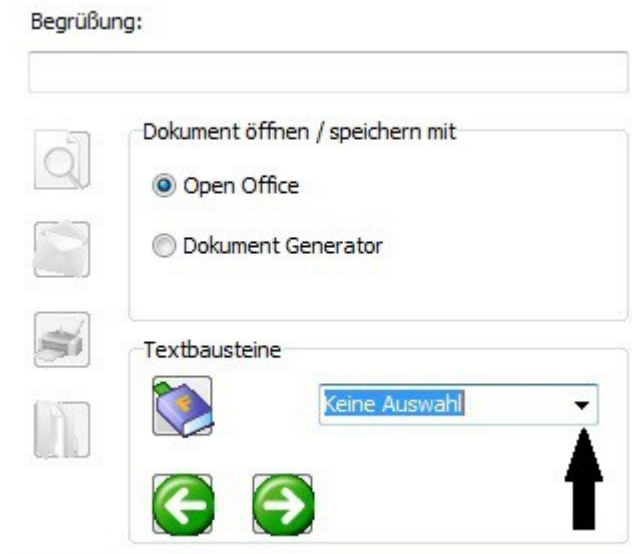 Begrüßung:
Dokument öffnen / speichern mit
Open Office
Dokument Generator
Textbausteine
F
Keine Auswahl